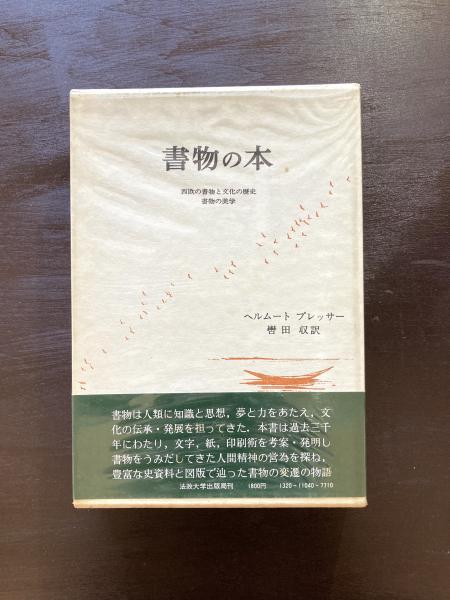 書物の本
西欧の書物と文化の歴史
書物の美学
ヘルムート プレッサー
轡田 収訳
書物は人類に知識と思想，夢と力をあたえ，文
化の伝承・発展を担ってきた．本書は過去三千
年にわたり，文字，紙，印刷術を考案・発明し
書物をうみだしてきた人間精神の営為を探ね，
豊富な史資料と図版で辿った書物の変遷の物語
法政大学出版局刊 1800円 1320-11040-7710